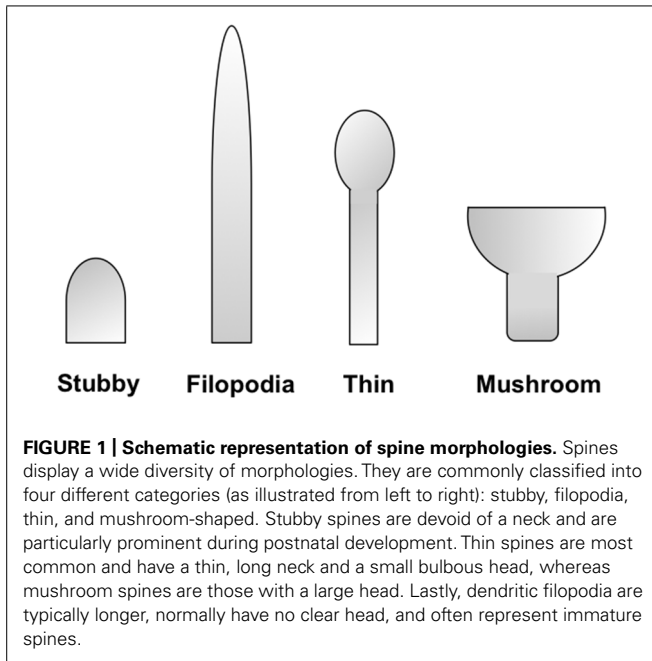 Stubby Filopodia Thin Mushroom
FIGURE 1 | Schematic representation of spine morphologies. Spines
display a wide diversity of morphologies. They are commonly classified into
four different categories (as illustrated from left to right): stubby, filopodia,
thin, and mushroom-shaped. Stubby spines are devoid of a neck and are
particularly prominent during postnatal development. Thin spines are most
common and have a thin, long neck and a small bulbous head, whereas
mushroom spines are those with a large head. Lastly, dendritic filopodia are
typically longer, normally have no clear head, and often represent immature
spines.